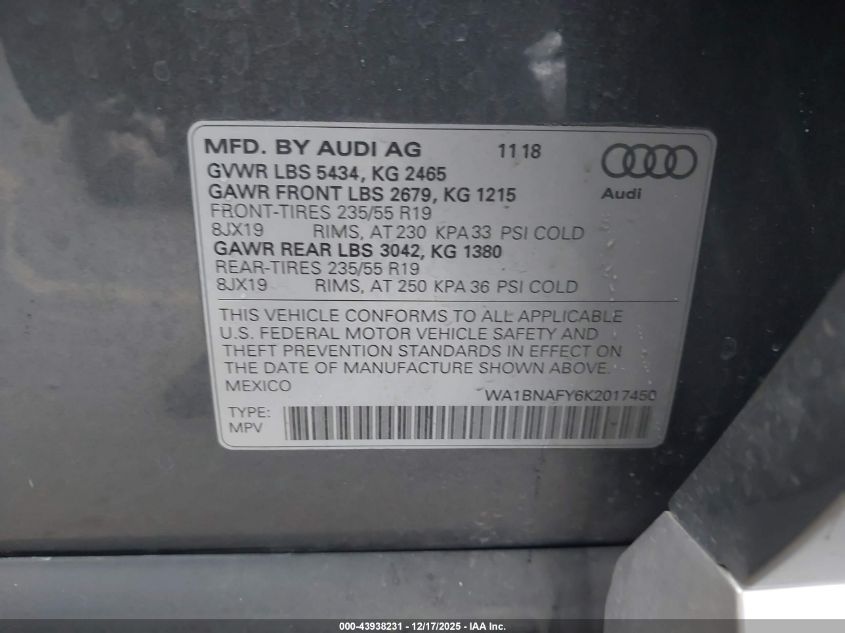 MFD. BY AUDI AG 11 18
GVWR LBS 5434, KG 2465
GAWR FRONT LBS 2679, KG 1215
Audi
FRONT-TIRES 235/55 R19
8JX19 RIMS, AT 230 KPA 33 PSI COLD
GAWR REAR LBS 3042, KG 1380
REAR-TIRES 235/55 R19
8JX19 RIMS, AT 250 KPA 36 PSI COLD
THIS VEHICLE CONFORMS TO ALL APPLICABLE
U.S. FEDERAL MOTOR VEHICLE SAFETY AND
THEFT PREVENTION STANDARDS IN EFFECT ON
THE DATE OF MANUFACTURE SHOWN ABOVE.
MEXICO WA1BNAFY6K2017450
TYPE:
MPV
000-43938231 - 12/17/2025 - IAA Inc.